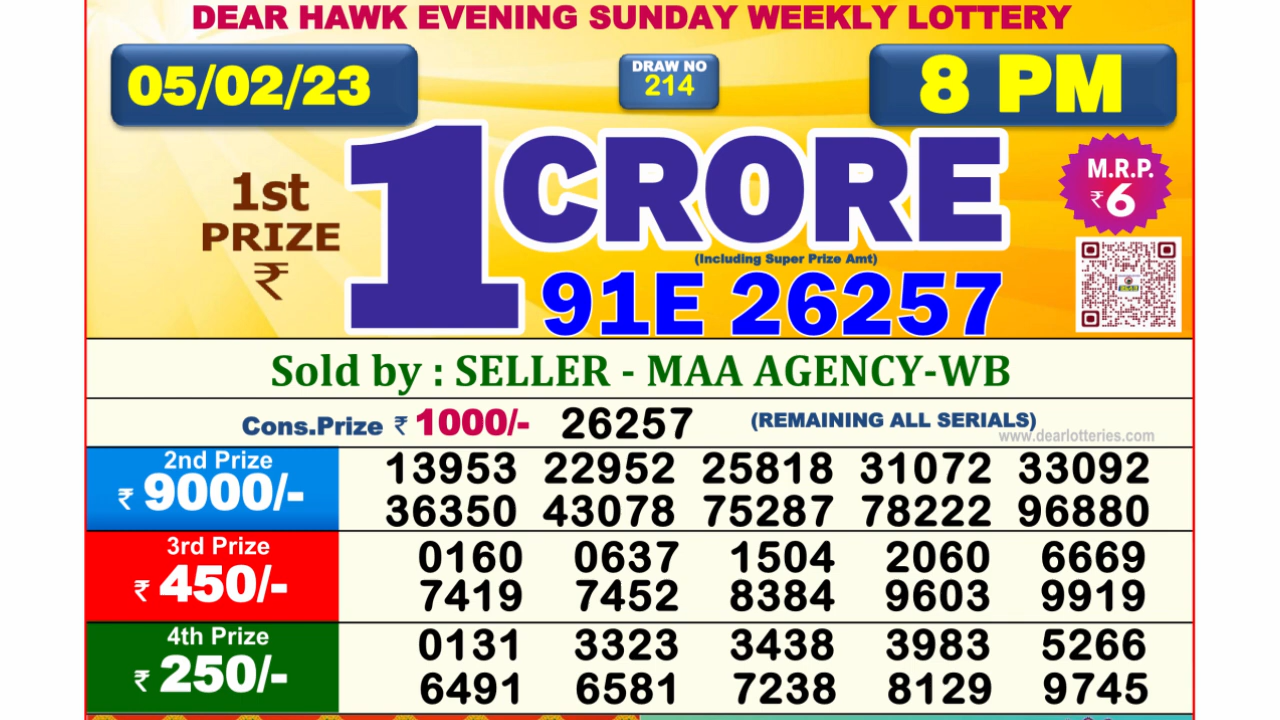 DEAR HAWK EVENING SUNDAY WEEKLY LOTTERY
05/02/23
DRAW NO
214
8 PM
1st
PRIZE
₹
1 CRORE
(Including Super Prize Amt)
91E 26257
M.R.P.
₹6
Sold by : SELLER - MAA AGENCY-WB
Cons.Prize ₹ 1000/- 26257 (REMAINING ALL SERIALS)
www.dearlotteries.com
2nd Prize
₹ 9000/-
13953 22952 25818 31072 33092
36350 43078 75287 78222 96880
3rd Prize
₹ 450/-
0160 0637 1504 2060 6669
7419 7452 8384 9603 9919
4th Prize
₹ 250/-
0131 3323 3438 3983 5266
6491 6581 7238 8129 9745